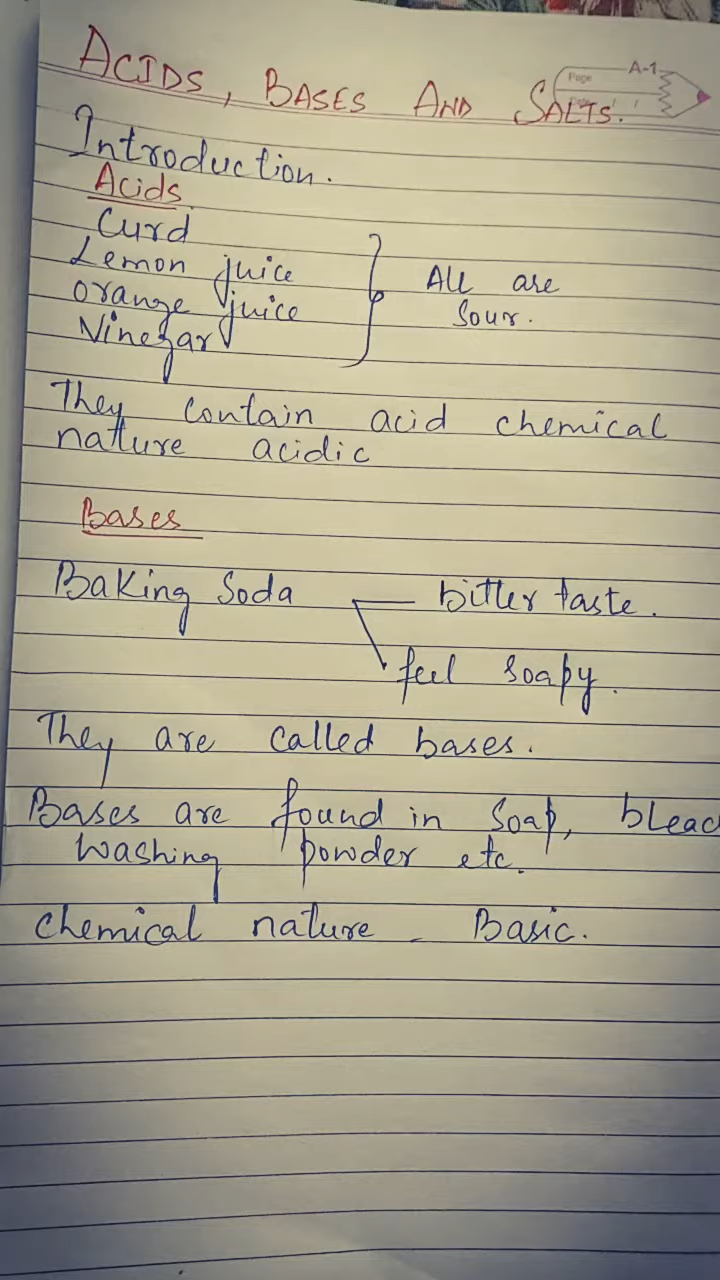 A-1
Page
ACIDS, BASES AND SALTS.
Introduction.
Acids
Curd
Lemon juice
orange juice
Vinegar
All are
Sour.
They contain acid chemical
nature acidic
Bases
Baking Soda
bitter taste.
feel soapy.
They are called bases.
Bases are found in Soap, bleac
Washing powder etc.
Chemical nature - Basic.